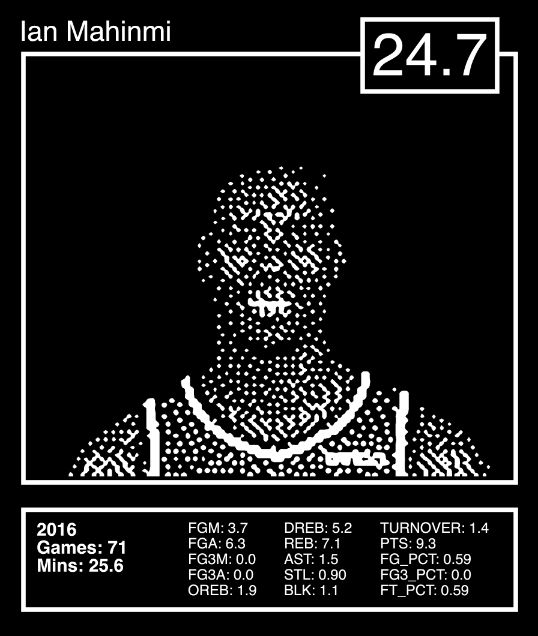 Ian Mahinmi
24.7
2016
Games: 71
Mins: 25.6
FGM: 3.7
FGA: 6.3
FG3M: 0.0
FG3A: 0.0
OREB: 1.9
DREB: 5.2
REB: 7.1
AST: 1.5
STL: 0.90
BLK: 1.1
TURNOVER: 1.4
PTS: 9.3
FG_PCT: 0.59
FG3_PCT: 0.0
FT_PCT: 0.59